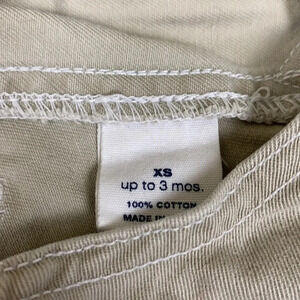 XS
up to 3 mos.
100% COTTON
MADE IN